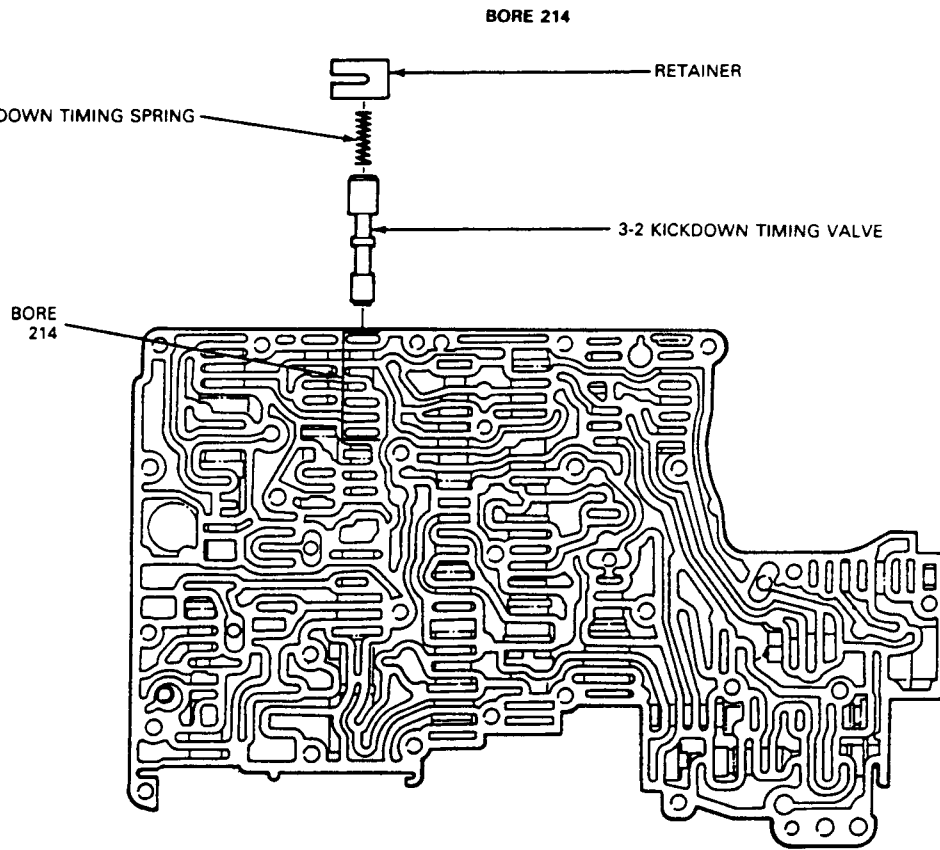 BORE 214
RETAINER
DOWN TIMING SPRING
3-2 KICKDOWN TIMING VALVE
BORE
214